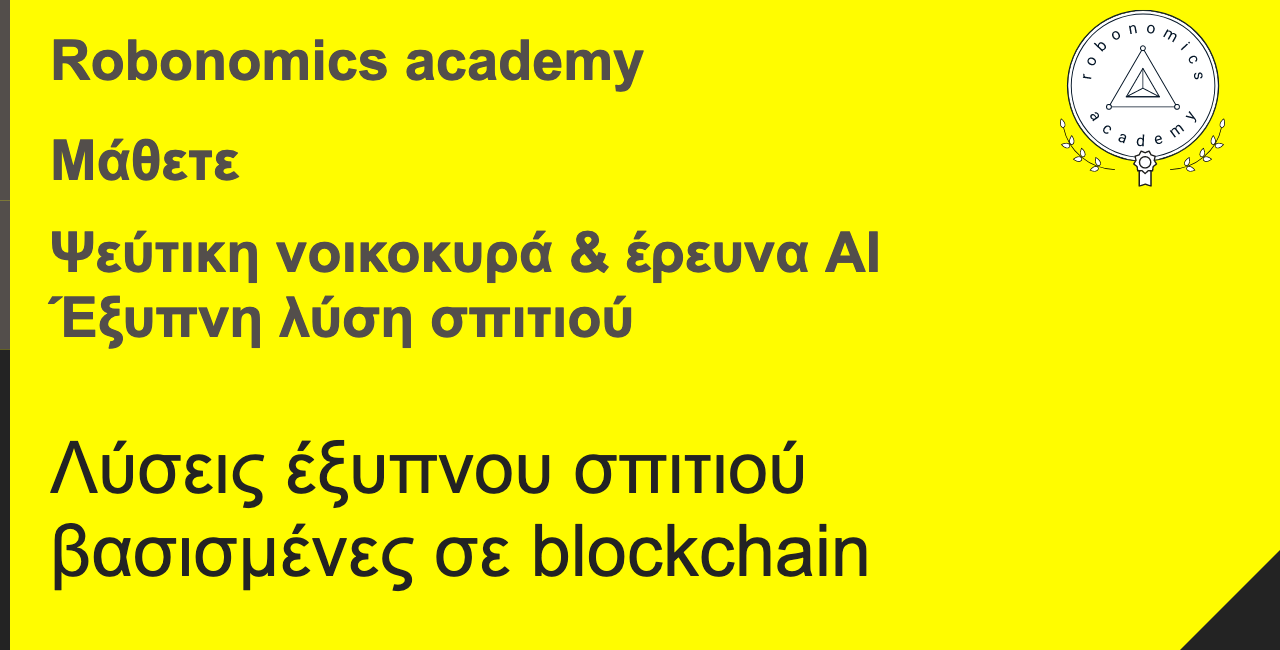 Robonomics academy
robonomics
academy
Μάθετε
Ψεύτικη νοικοκυρά & έρευνα AI
Έξυπνη λύση σπιτιού
Λύσεις έξυπνου σπιτιού
βασισμένες σε blockchain